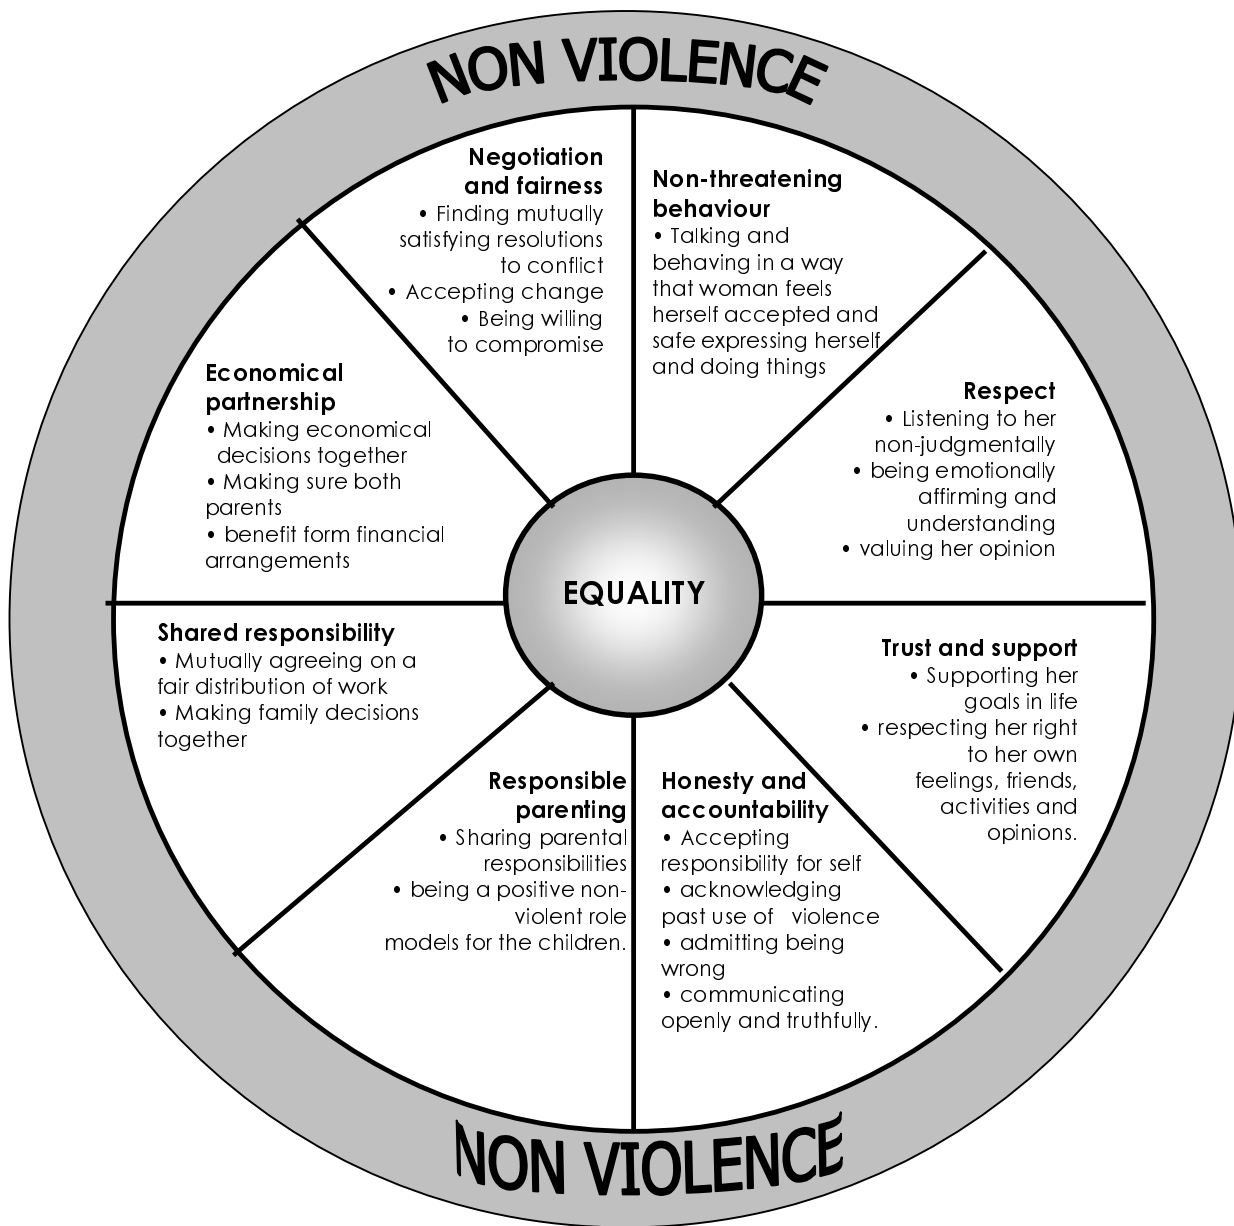 NON VIOLENCE
Negotiation
and fairness
• Finding mutually
satisfying resolutions
to conflict
• Accepting change
• Being willing
to compromise
Non-threatening
behaviour
• Talking and
behaving in a way
that woman feels
herself accepted and
safe expressing herself
and doing things
Respect
• Listening to her
non-judgmentally
• being emotionally
affirming and
understanding
• valuing her opinion
Trust and support
• Supporting her
goals in life
• respecting her right
to her own
feelings, friends,
activities and
opinions.
Honesty and
accountability
• Accepting
responsibility for self
• acknowledging
past use of violence
• admitting being
wrong
• communicating
openly and truthfully.
Responsible
parenting
• Sharing parental
responsibilities
• being a positive non-
violent role
models for the children.
Shared responsibility
• Mutually agreeing on a
fair distribution of work
• Making family decisions
together
Economical
partnership
• Making economical
decisions together
• Making sure both
parents
• benefit form financial
arrangements
EQUALITY
NON VIOLENCE